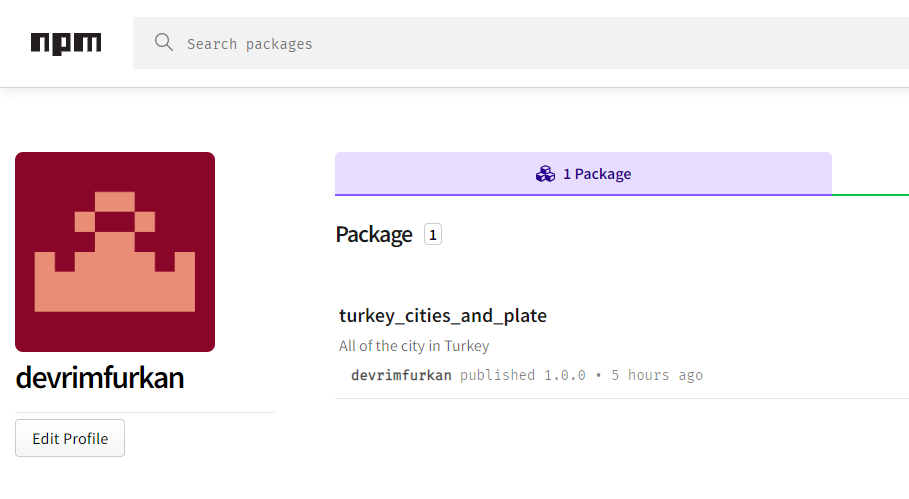 npm
Search packages
1 Package
Package 1
turkey_cities_and_plate
All of the city in Turkey
devrimfurkan published 1.0.0 • 5 hours ago
devrimfurkan
Edit Profile